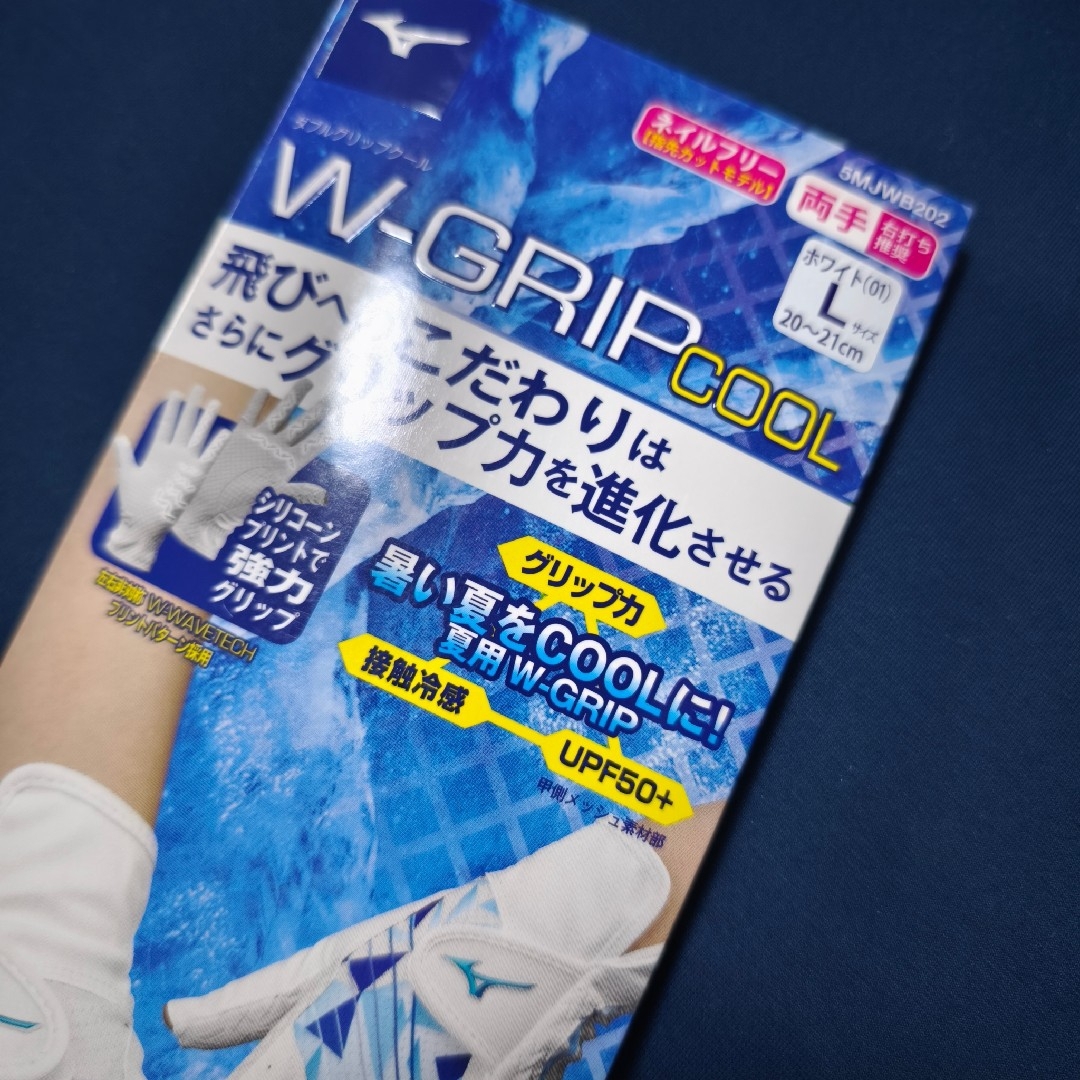 ダブルグリップクール
W-GRIP COOL
ネイルフリー
【指先カットモデル】
5MJWB202
両手
右打ち
推奨
ホワイト(01)
Lサイズ
20～21cm
飛びへのこだわりは
さらにグリップ力を進化させる
シリコーン
プリントで
強力
グリップ
W-WAVETECH
プリントパターン採用
グリップ力
暑い夏をCOOLに!
夏用W-GRIP
接触冷感
UPF50+
甲側メッシュ素材部